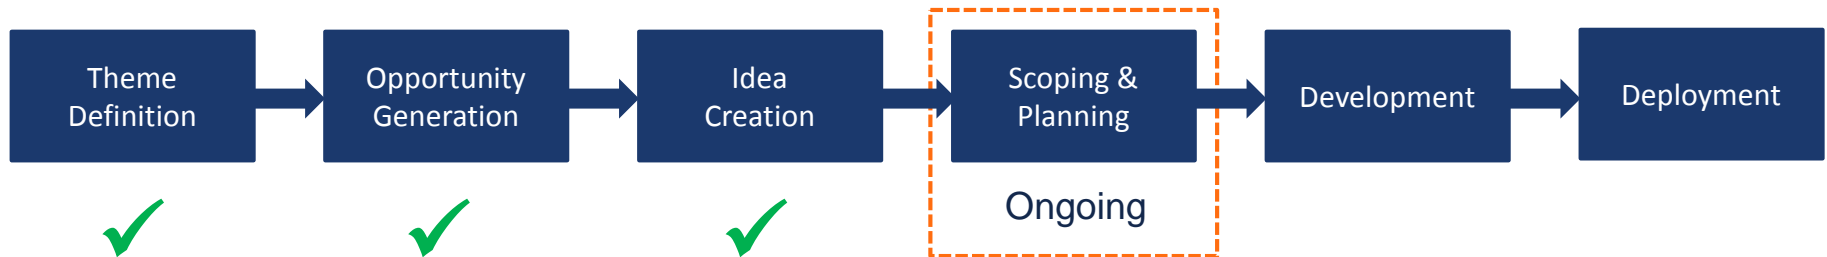 Theme
Definition
Opportunity
Generation
Idea
Creation
Scoping &
Planning
Development
Deployment
Ongoing